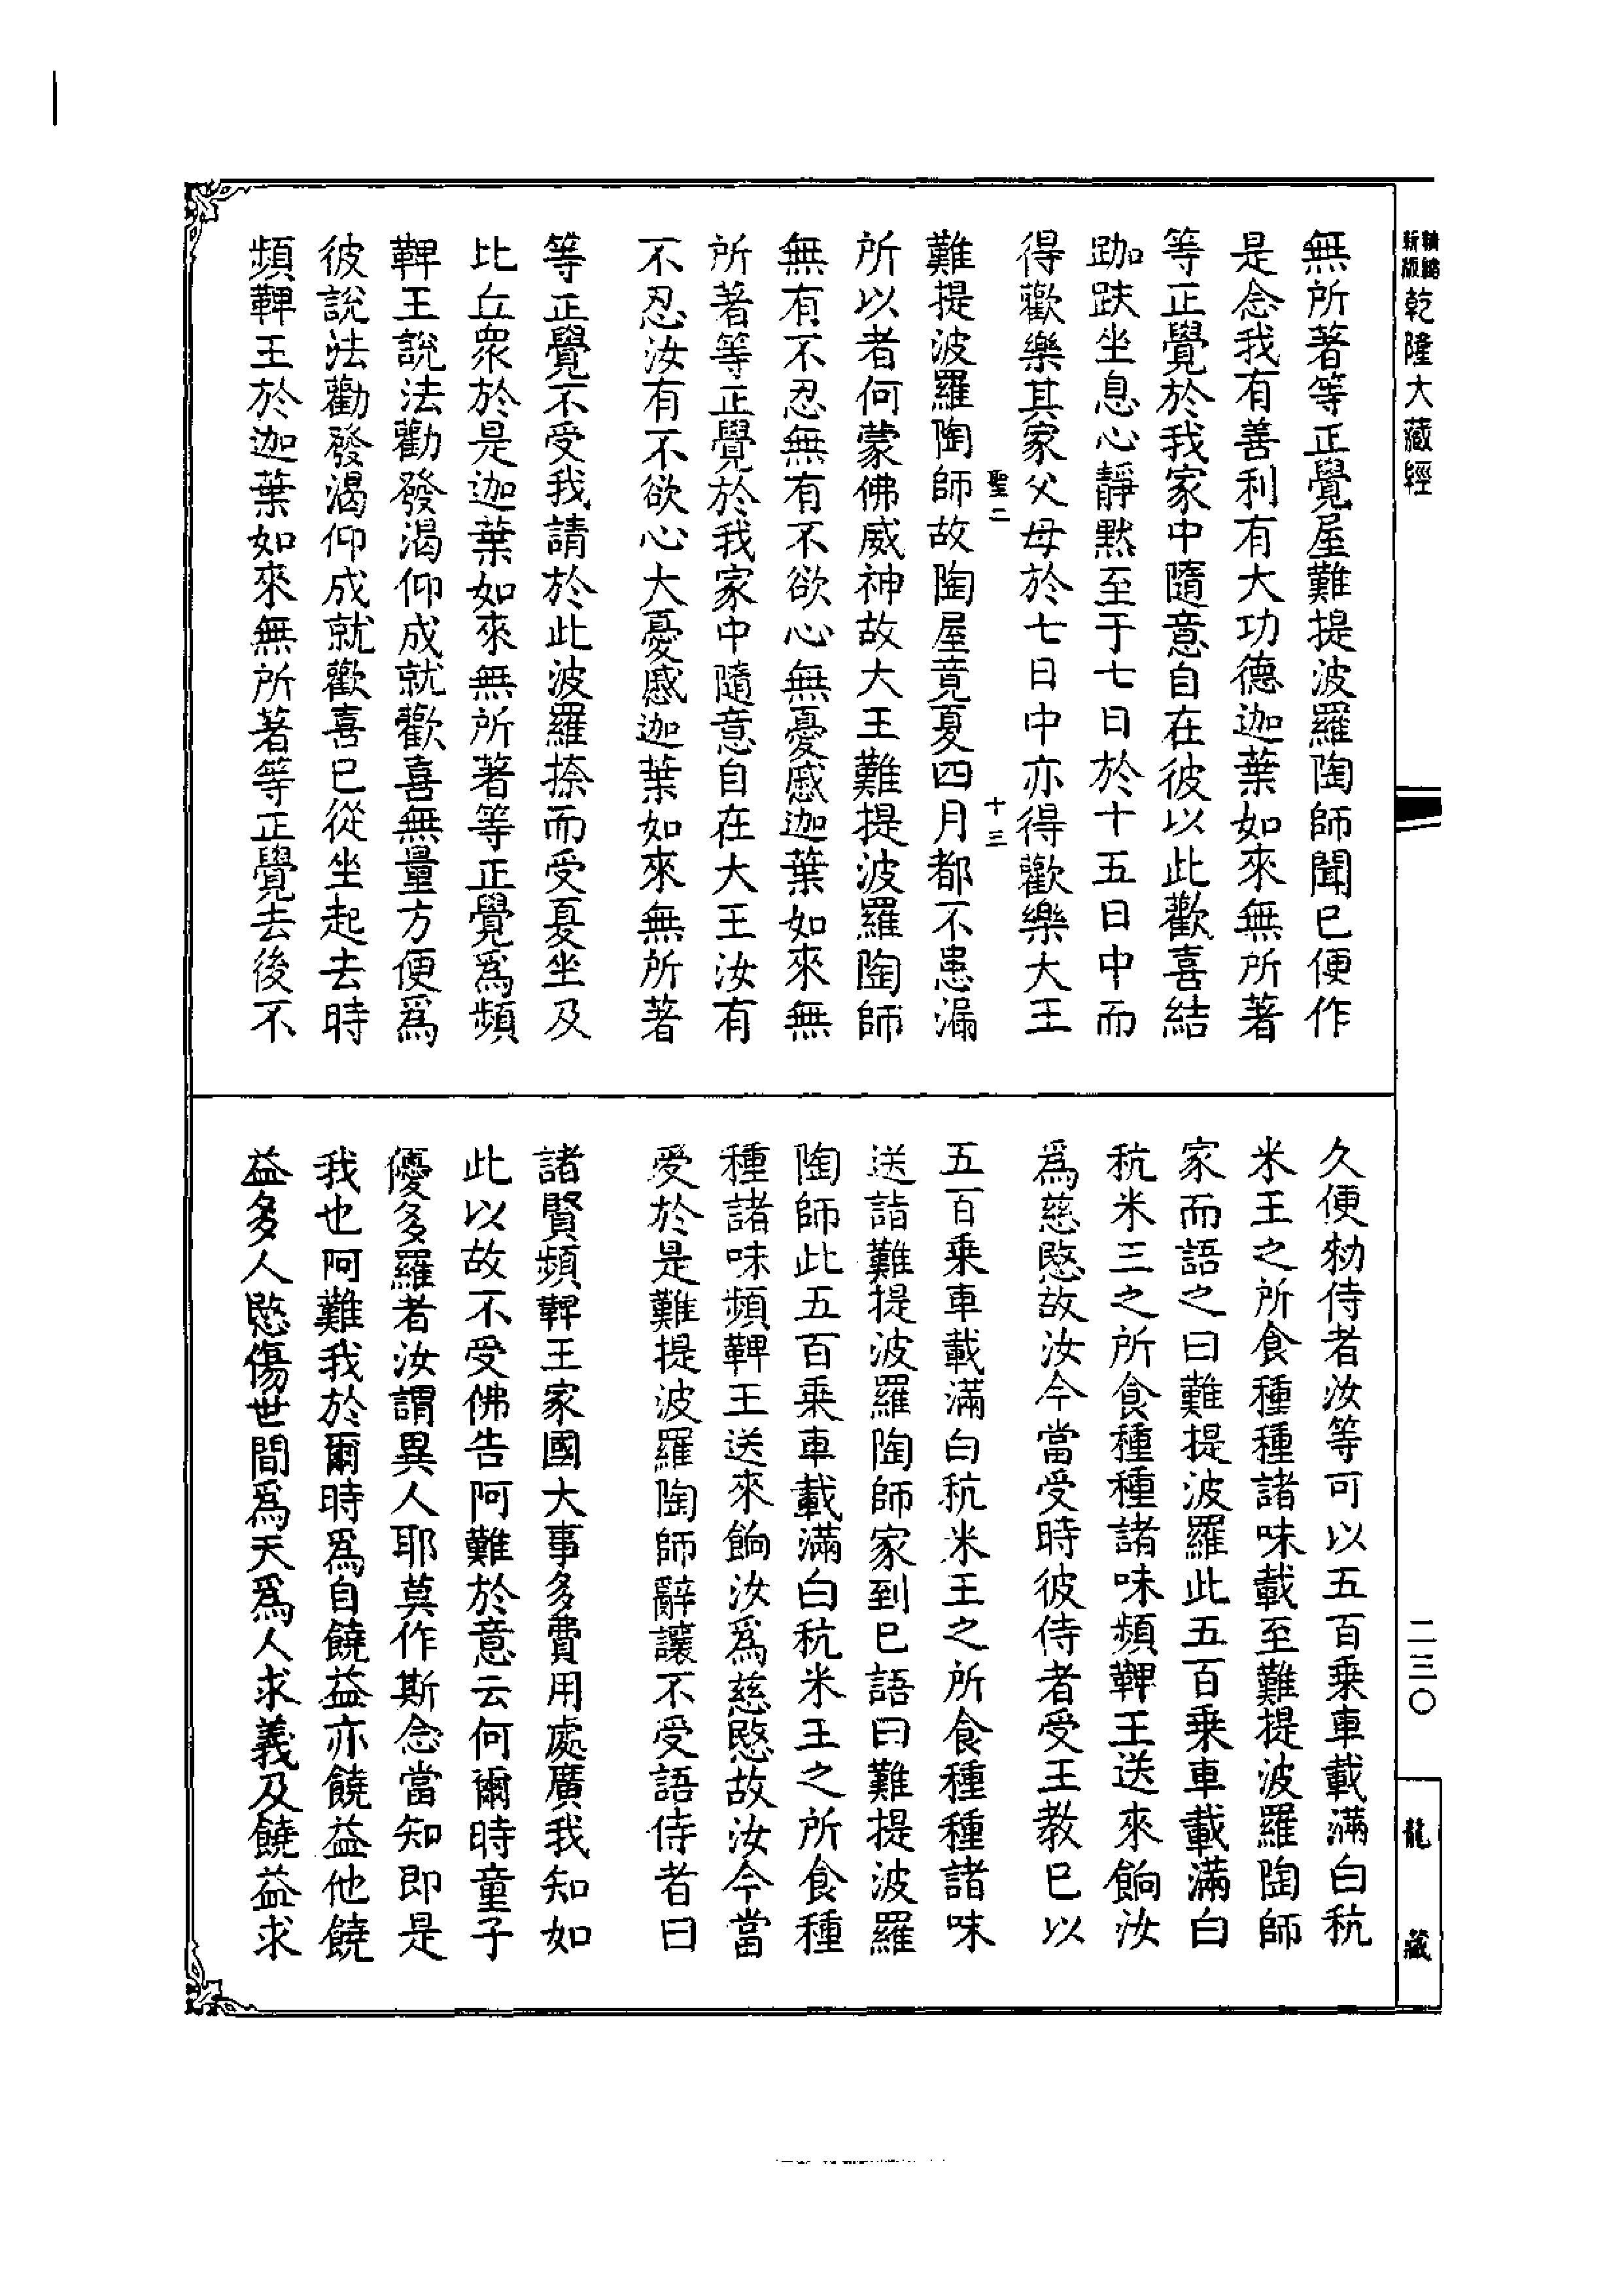 精縮
新版
乾隆大藏經
無所著等正覺屋難提波羅陶師聞已便作
是念我有善利有大功德迦葉如來無所著
等正覺於我家中隨意自在彼以此歡喜結
跏趺坐息心靜默至于七日於十五日中而
得歡樂其家父母於七日中亦得歡樂大王
聖二
十三
難提波羅陶師故陶屋竟夏四月都不患漏
所以者何蒙佛威神故大王難提波羅陶師
無有不忍無有不欲心無憂慼迦葉如來無
所著等正覺於我家中隨意自在大王汝有
不忍汝有不欲心大憂慼迦葉如來無所著
等正覺不受我請於此波羅捺而受夏坐及
比丘眾於是迦葉如來無所著等正覺爲頻
鞞王說法勸發渴仰成就歡喜無量方便爲
彼說法勸發渴仰成就歡喜已從坐起去時
頻鞞王於迦葉如來無所著等正覺去後不
久便勑侍者汝等可以五百乘車載滿白秔
米王之所食種種諸味載至難提波羅陶師
家而語之曰難提波羅此五百乘車載滿白
秔米王之所食種種諸味頻鞞王送來餉汝
爲慈愍故汝今當受時彼侍者受王教已以
五百乘車載滿白秔米王之所食種種諸味
送詣難提波羅陶師家到已語曰難提波羅
陶師此五百乘車載滿白秔米王之所食種
種諸味頻鞞王送來餉汝爲慈愍故汝今當
受於是難提波羅陶師辭讓不受語侍者曰
諸賢頻鞞王家國大事多費用處廣我知如
此以故不受佛告阿難於意云何爾時童子
優多羅者汝謂異人耶莫作斯念當知即是
我也阿難我於爾時爲自饒益亦饒益他饒
益多人愍傷世間爲天爲人求義及饒益求
二三〇
龍藏